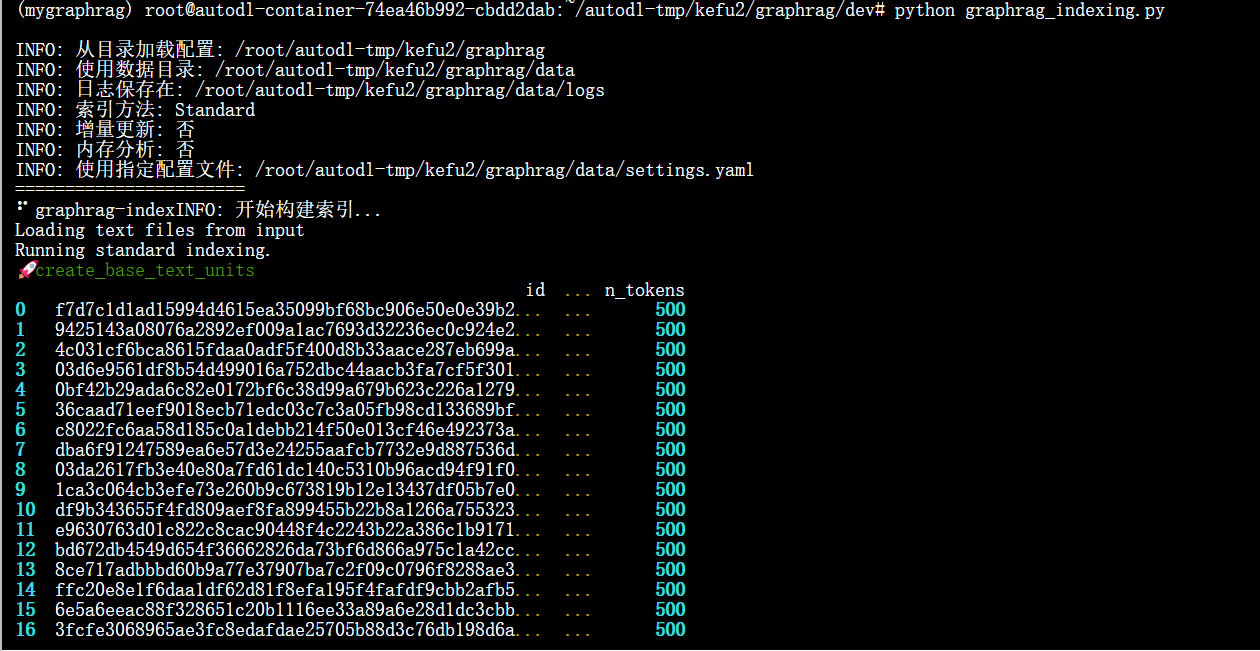 (mygraphrag) root@autodl-container-74ea46b992-cbdd2dab:~/autodl-tmp/kefu2/graphrag/dev# python graphrag_indexing.py
INFO: 从目录加载配置: /root/autodl-tmp/kefu2/graphrag
INFO: 使用数据目录: /root/autodl-tmp/kefu2/graphrag/data
INFO: 日志保存在: /root/autodl-tmp/kefu2/graphrag/data/logs
INFO: 索引方法: Standard
INFO: 增量更新: 否
INFO: 内存分析: 否
INFO: 使用指定配置文件: /root/autodl-tmp/kefu2/graphrag/data/settings.yaml
=======================
⠋ graphrag-indexINFO: 开始构建索引...
Loading text files from input
Running standard indexing.
🚀create_base_text_units
id ... n_tokens
0 f7d7c1d1ad15994d4615ea35099bf68bc906e50e0e39b2... ... 500
1 9425143a08076a2892ef009a1ac7693d32236ec0c924e2... ... 500
2 4c031cf6bca8615fdaa0adf5f400d8b33aace287eb699a... ... 500
3 03d6e9561df8b54d499016a752dbc44aacb3fa7cf5f301... ... 500
4 0bf42b29ada6c82e0172bf6c38d99a679b623c226a1279... ... 500
5 36caad71eef9018ecb71edc03c7c3a05fb98cd133689bf... ... 500
6 c8022fc6aa58d185c0a1debb214f50e013cf46e492373a... ... 500
7 dba6f91247589ea6e57d3e24255aafcb7732e9d887536d... ... 500
8 03da2617fb3e40e80a7fd61dc140c5310b96acd94f91f0... ... 500
9 1ca3c064cb3efe73e260b9c673819b12e13437df05b7e0... ... 500
10 df9b343655f4fd809aef8fa899455b22b8a1266a755323... ... 500
11 e9630763d01c822c8cac90448f4c2243b22a386c1b9171... ... 500
12 bd672db4549d654f36662826da73bf6d866a975c1a42cc... ... 500
13 8ce717adbbbd60b9a77e37907ba7c2f09c0796f8288ae3... ... 500
14 ffc20e8e1f6daa1df62d81f8efa195f4fafdf9cbb2afb5... ... 500
15 6e5a6eeac88f328651c20b1116ee33a89a6e28d1dc3cbb... ... 500
16 3fcfe3068965ae3fc8edafdae25705b88d3c76db198d6a... ... 500